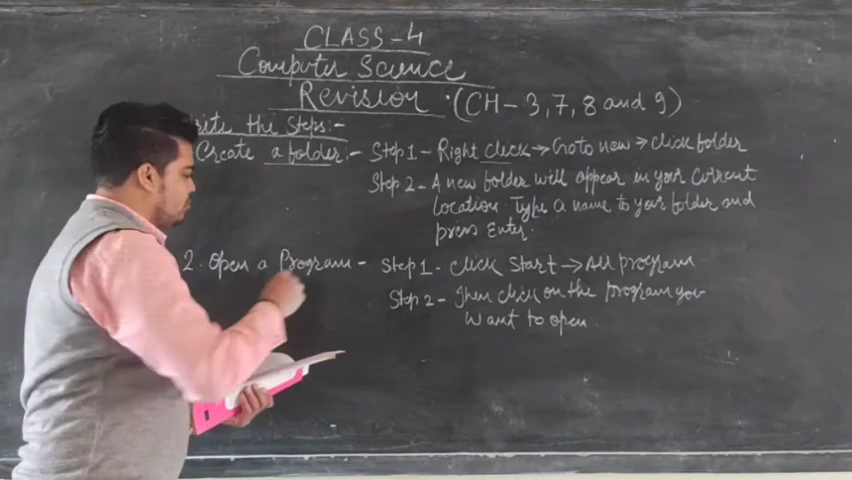 CLASS-4
Computer Science
Revision :(CH-3,7,8 and 9)
the Steps:-
Create a folder:- Step 1- Right click → Goto new → click folder
Step 2- A new folder will appear in your current
location Type a name to your folder and
press Enter.
2. Open a Program - Step 1- click Start → All program
Step 2- Then click on the program you
want to open.